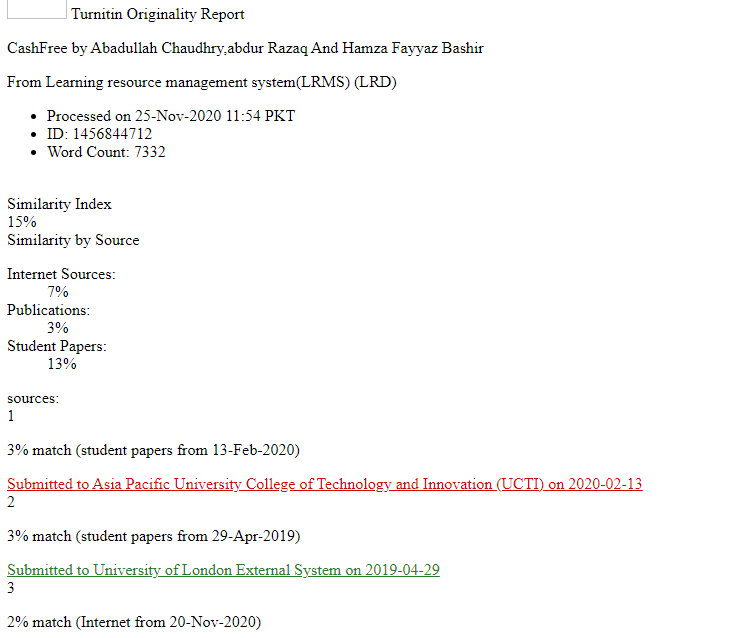 Turnitin Originality Report
CashFree by Abadullah Chaudhry,abdur Razaq And Hamza Fayyaz Bashir
From Learning resource management system(LRMS) (LRD)
• Processed on 25-Nov-2020 11:54 PKT
• ID: 1456844712
• Word Count: 7332
Similarity Index
15%
Similarity by Source
Internet Sources:
7%
Publications:
3%
Student Papers:
13%
sources:
1
3% match (student papers from 13-Feb-2020)
Submitted to Asia Pacific University College of Technology and Innovation (UCTI) on 2020-02-13
2
3% match (student papers from 29-Apr-2019)
Submitted to University of London External System on 2019-04-29
3
2% match (Internet from 20-Nov-2020)